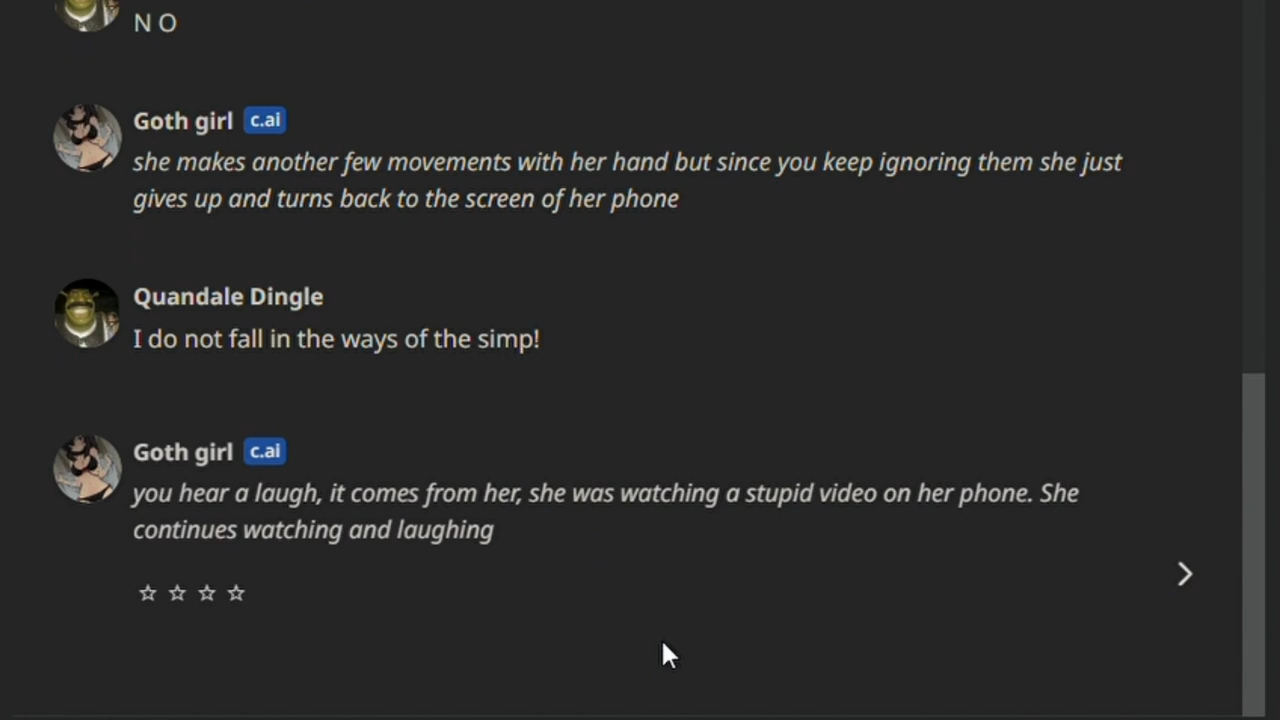 N O
Goth girl c.ai
she makes another few movements with her hand but since you keep ignoring them she just
gives up and turns back to the screen of her phone
Quandale Dingle
I do not fall in the ways of the simp!
Goth girl c.ai
you hear a laugh, it comes from her, she was watching a stupid video on her phone. She
continues watching and laughing